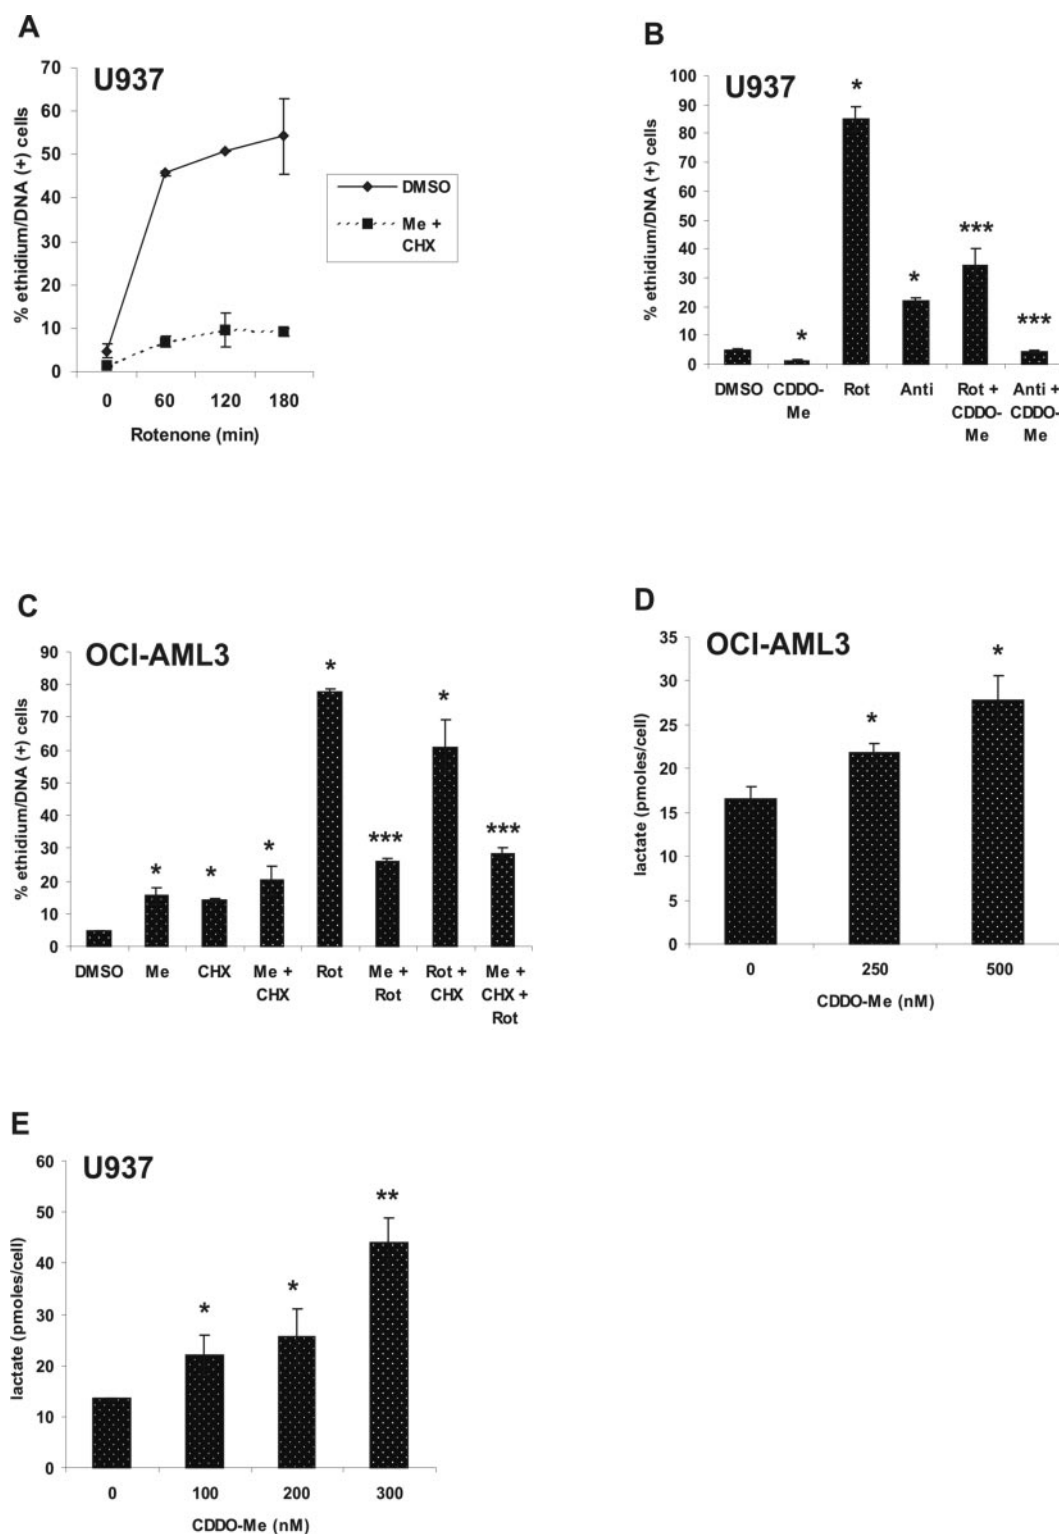 A
U937
% ethidium/DNA (+) cells
70
60
50
40
30
20
10
0
0 60 120 180
Rotenone (min)
DMSO
Me +
CHX
B
U937
% ethidium/DNA (+) cells
100
90
80
70
60
50
40
30
20
10
0
* * * *** ***
DMSO CDDO- Rot Anti Rot + Anti +
Me CDDO- CDDO-
Me Me
C
OCI-AML3
% ethidium/DNA (+) cells
90
80
70
60
50
40
30
20
10
0
* * * * *** * ***
DMSO Me CHX Me + Rot Me + Rot + Me +
CHX Rot CHX CHX +
Rot
D
OCI-AML3
lactate (pmoles/cell)
35
30
25
20
15
10
5
0
* *
0 250 500
CDDO-Me (nM)
E
U937
lactate (pmoles/cell)
60
50
40
30
20
10
0
* * **
0 100 200 300
CDDO-Me (nM)